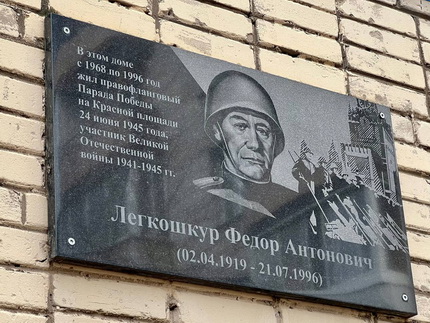 В этом доме
с 1968 по 1996 год
жил правофланговый
Парада Победы
на Красной площади
24 июня 1945 года,
участник Великой
Отечественной
войны 1941-1945 гг.
Легкошкур Федор Антонович
(02.04.1919 - 21.07.1996)